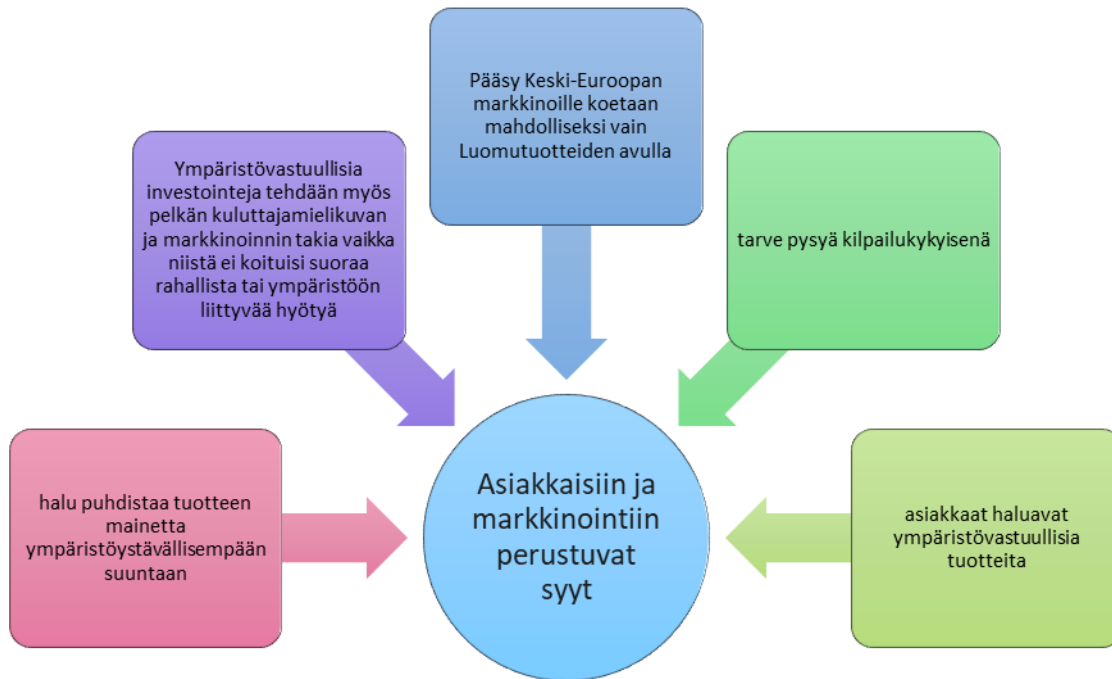 Pääsy Keski-Euroopan
markkinoille koetaan
mahdolliseksi vain
Luomutuotteiden avulla
Ympäristövastuullisia
investointeja tehdään myös
pelkän kuluttajamielikuvan
ja markkinoinnin takia vaikka
niistä ei koituisi suoraa
rahallista tai ympäristöön
liittyvää hyötyä
tarve pysyä kilpailukykyisenä
halu puhdistaa tuotteen
mainetta
ympäristöystävällisempään
suuntaan
Asiakkaisiin ja
markkinointiin
perustuvat
syyt
asiakkaat haluavat
ympäristövastuullisia
tuotteita